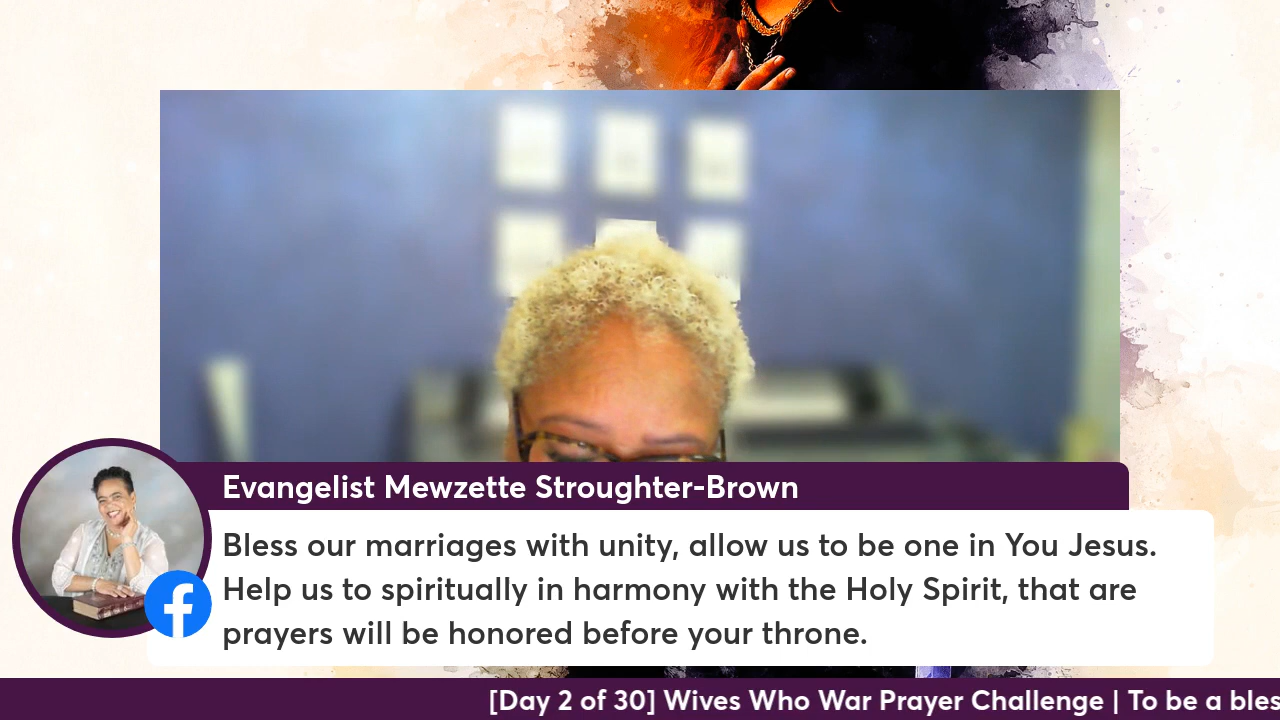 Evangelist Mewzette Stroughter-Brown
Bless our marriages with unity, allow us to be one in You Jesus.
Help us to spiritually in harmony with the Holy Spirit, that are
prayers will be honored before your throne.
[Day 2 of 30] Wives Who War Prayer Challenge | To be a